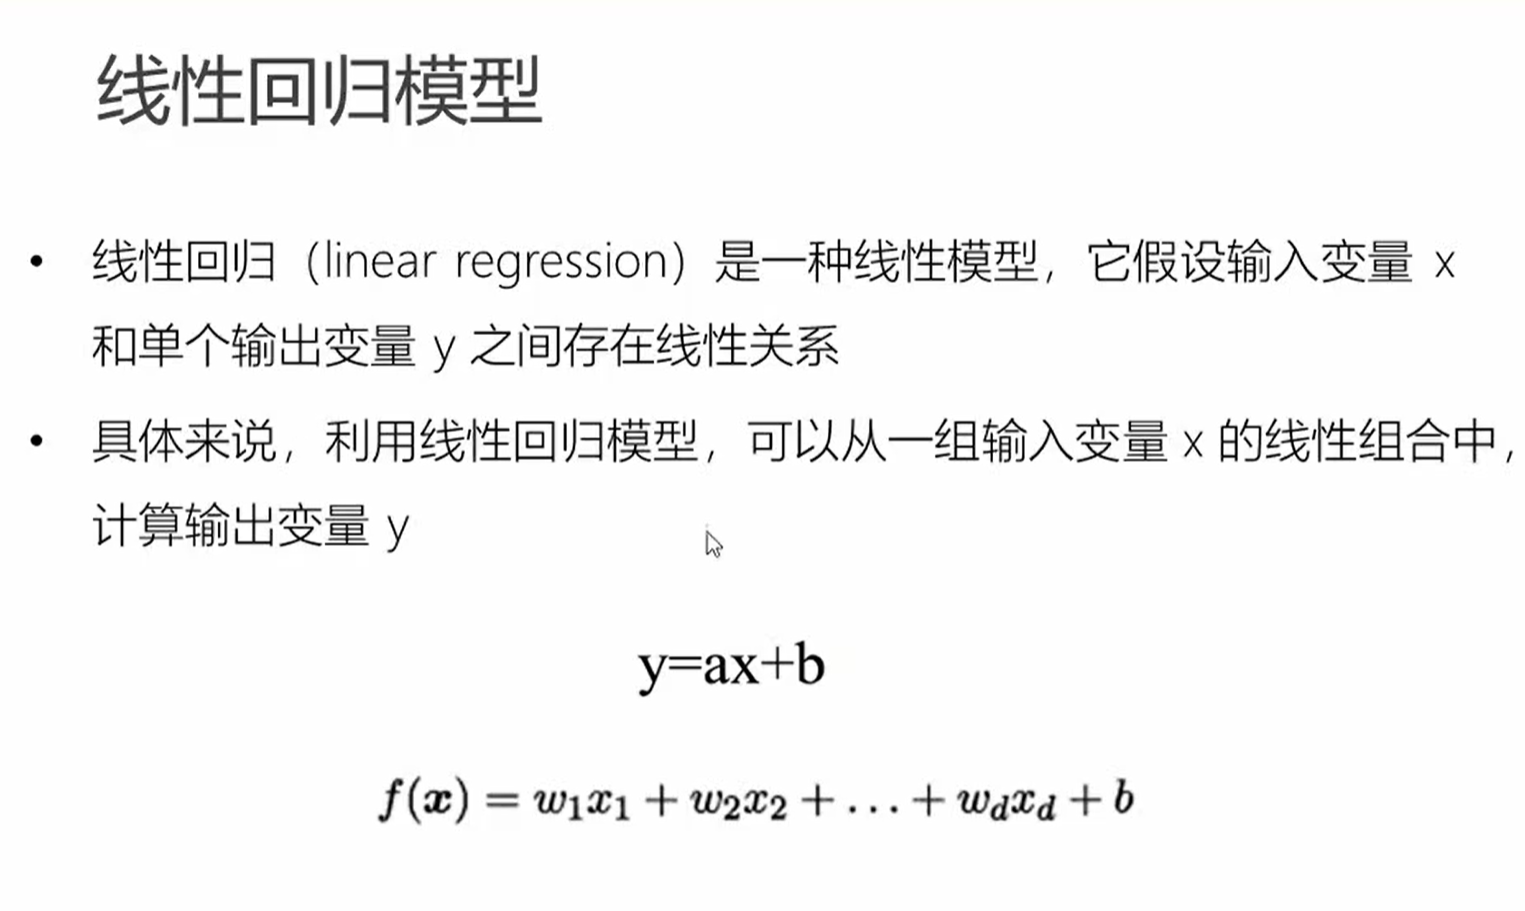 线性回归模型
• 线性回归（linear regression）是一种线性模型，它假设输入变量 x
和单个输出变量 y 之间存在线性关系
• 具体来说，利用线性回归模型，可以从一组输入变量 x 的线性组合中，
计算输出变量 y
y=ax+b
f(x) = w₁x₁ + w₂x₂ + ... + w_dx_d + b